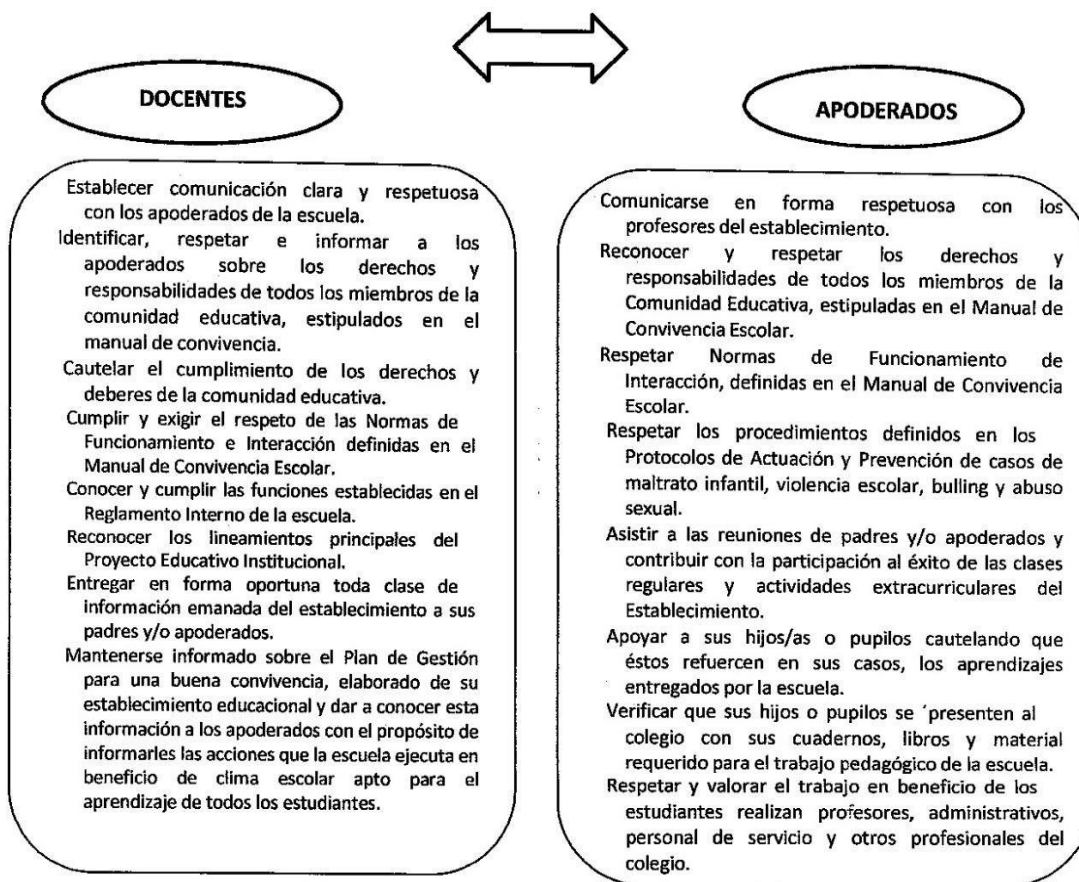 DOCENTES
Establecer comunicación clara y respetuosa
con los apoderados de la escuela.
Identificar, respetar e informar a los
apoderados sobre los derechos y
responsabilidades de todos los miembros de la
comunidad educativa, estipulados en el
manual de convivencia.
Cautelar el cumplimiento de los derechos y
deberes de la comunidad educativa.
Cumplir y exigir el respeto de las Normas de
Funcionamiento e Interacción definidas en el
Manual de Convivencia Escolar.
Conocer y cumplir las funciones establecidas en el
Reglamento Interno de la escuela.
Reconocer los lineamientos principales del
Proyecto Educativo Institucional.
Entregar en forma oportuna toda clase de
información emanada del establecimiento a sus
padres y/o apoderados.
Mantenerse informado sobre el Plan de Gestión
para una buena convivencia, elaborado de su
establecimiento educacional y dar a conocer esta
información a los apoderados con el propósito de
informarles las acciones que la escuela ejecuta en
beneficio de clima escolar apto para el
aprendizaje de todos los estudiantes.
APODERADOS
Comunicarse en forma respetuosa con los
profesores del establecimiento.
Reconocer y respetar los derechos y
responsabilidades de todos los miembros de la
Comunidad Educativa, estipuladas en el Manual de
Convivencia Escolar.
Respetar Normas de Funcionamiento de
Interacción, definidas en el Manual de Convivencia
Escolar.
Respetar los procedimientos definidos en los
Protocolos de Actuación y Prevención de casos de
maltrato infantil, violencia escolar, bulling y abuso
sexual.
Asistir a las reuniones de padres y/o apoderados y
contribuir con la participación al éxito de las clases
regulares y actividades extracurriculares del
Establecimiento.
Apoyar a sus hijos/as o pupilos cautelando que
éstos refuercen en sus casos, los aprendizajes
entregados por la escuela.
Verificar que sus hijos o pupilos se ´presenten al
colegio con sus cuadernos, libros y material
requerido para el trabajo pedagógico de la escuela.
Respetar y valorar el trabajo en beneficio de los
estudiantes realizan profesores, administrativos,
personal de servicio y otros profesionales del
colegio.